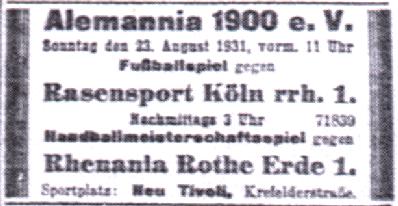 Alemannia 1900 e. V.
Sonntag den 23. August 1931, vorm. 11 Uhr
Fußballspiel gegen
Rasensport Köln rrh. 1.
Nachmittags 3 Uhr 71839
Handballmeisterschaftsspiel gegen
Rhenania Rothe Erde 1.
Sportplatz: Neu Tivoli, Krefelderstraße.